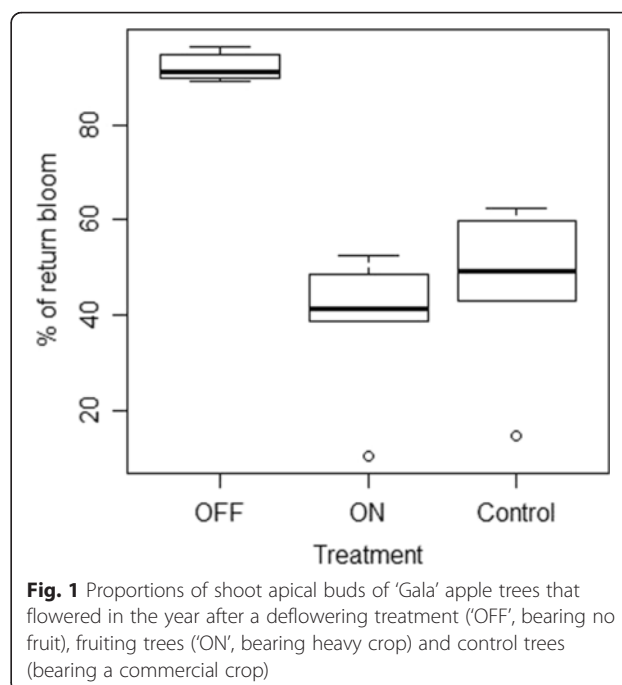 80
60
40
20
% of return bloom
OFF ON Control
Treatment
Fig. 1 Proportions of shoot apical buds of ‘Gala’ apple trees that
flowered in the year after a deflowering treatment (‘OFF’, bearing no
fruit), fruiting trees (‘ON’, bearing heavy crop) and control trees
(bearing a commercial crop)